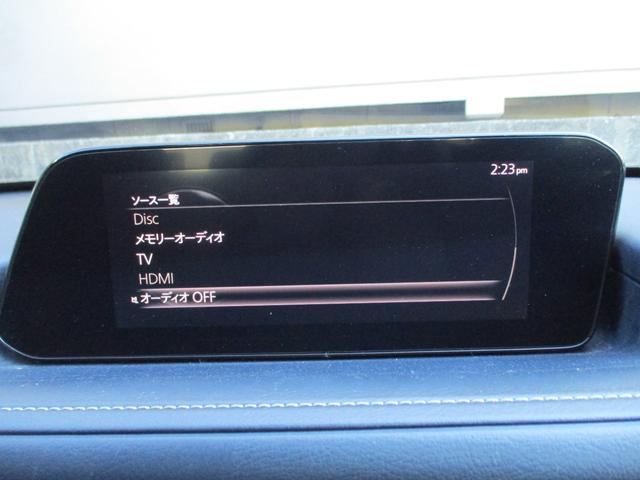 2:23pm
ソース一覧
Disc
メモリーオーディオ
TV
HDMI
オーディオ OFF